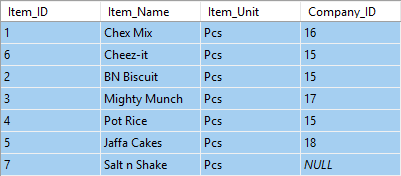 Item_ID Item_Name Item_Unit Company_ID
1 Chex Mix Pcs 16
6 Cheez-it Pcs 15
2 BN Biscuit Pcs 15
3 Mighty Munch Pcs 17
4 Pot Rice Pcs 15
5 Jaffa Cakes Pcs 18
7 Salt n Shake Pcs NULL